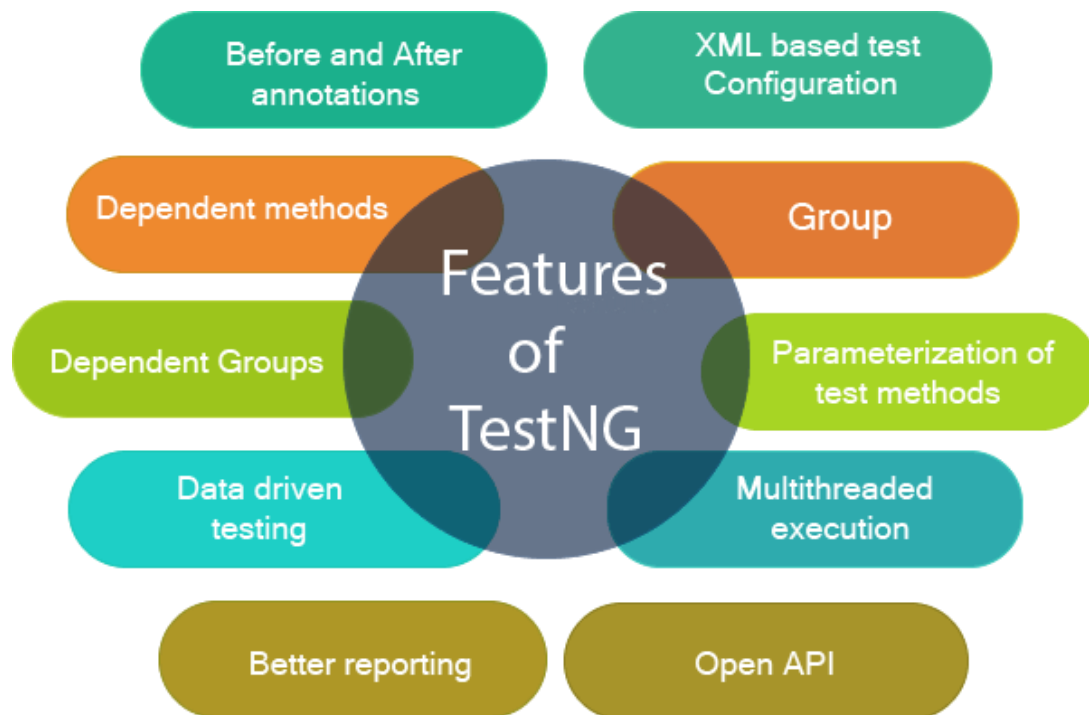 Before and After
annotations
XML based test
Configuration
Dependent methods
Group
Features
of
TestNG
Dependent Groups
Parameterization of
test methods
Data driven
testing
Multithreaded
execution
Better reporting
Open API